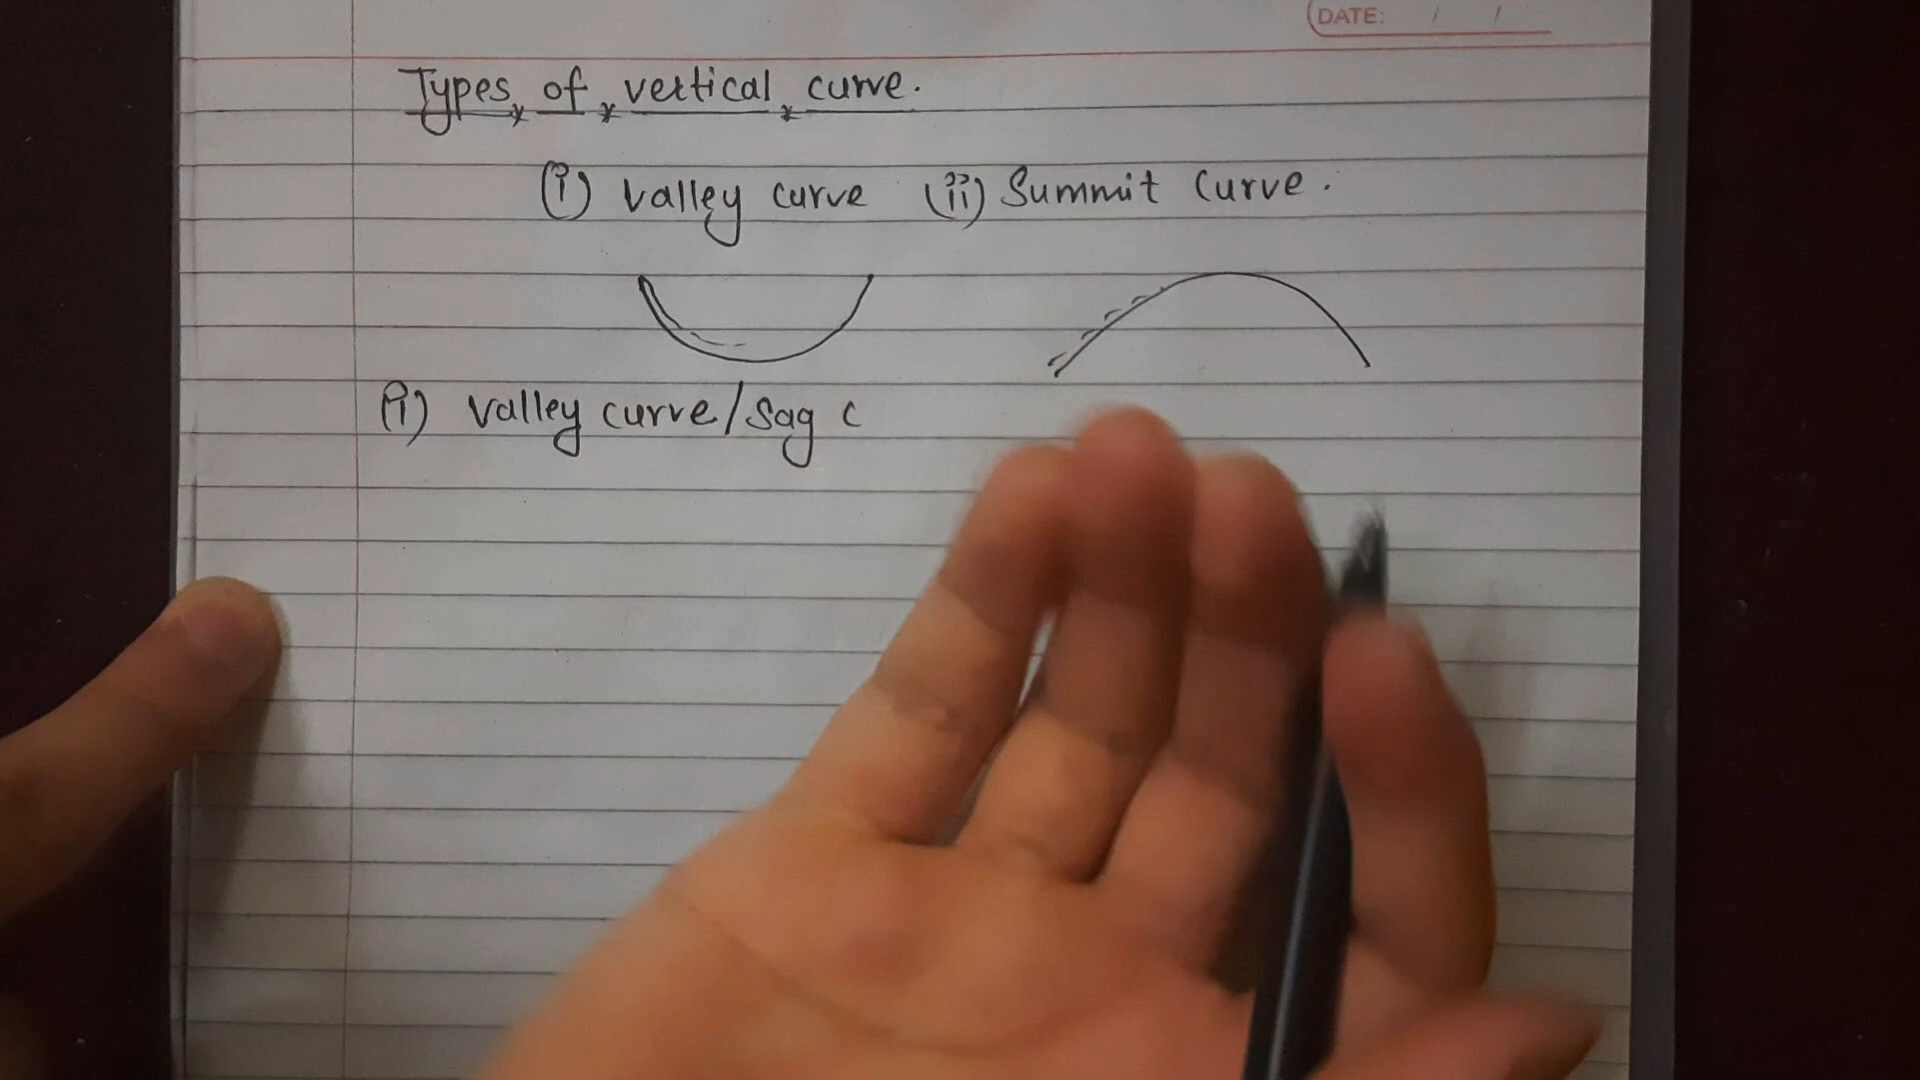 DATE: / /
Types of vertical curve.
(i) valley curve (ii) Summit Curve.
(i) valley curve/sag c